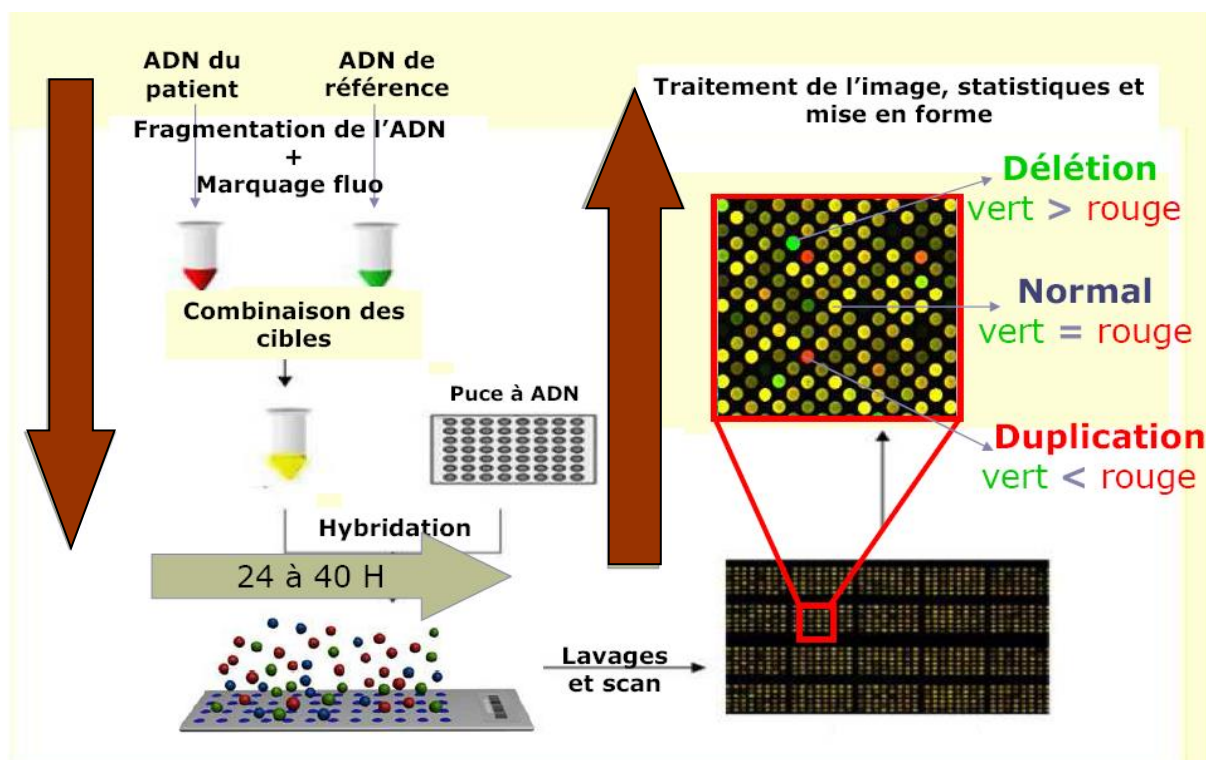 ADN du
patient
ADN de
référence
Fragmentation de l'ADN
+
Marquage fluo
Combinaison des
cibles
Puce à ADN
Hybridation
24 à 40 H
Lavages
et scan
Traitement de l'image, statistiques et
mise en forme
Délétion
vert > rouge
Normal
vert = rouge
Duplication
vert < rouge